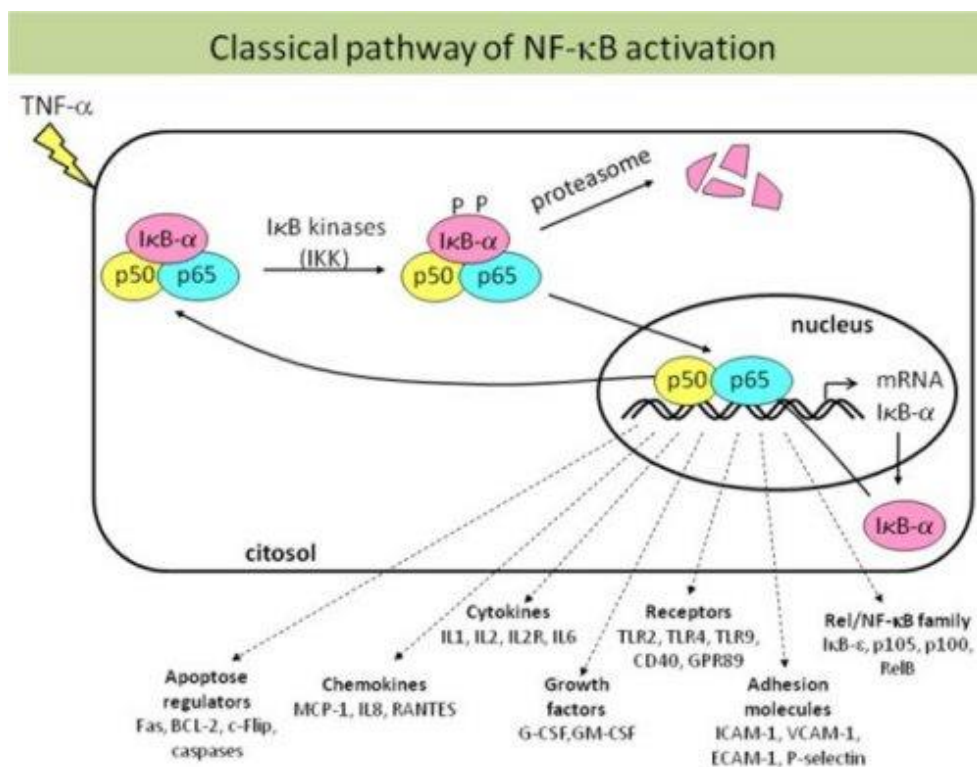 Classical pathway of NF-κB activation
TNF-α
proteasome
P P
IκB kinases
(IKK)
IκB-α
p50 p65
IκB-α
p50 p65
nucleus
p50 p65
mRNA
IκB-α
IκB-α
citosol
Cytokines
IL1, IL2, IL2R, IL6
Receptors
TLR2, TLR4, TLR9,
CD40, GPR89
Rel/NF-κB family
IκB-ε, p105, p100,
RelB
Apoptose
regulators
Fas, BCL-2, c-Flip,
caspases
Chemokines
MCP-1, IL8, RANTES
Growth
factors
G-CSF,GM-CSF
Adhesion
molecules
ICAM-1, VCAM-1,
ECAM-1, P-selectin